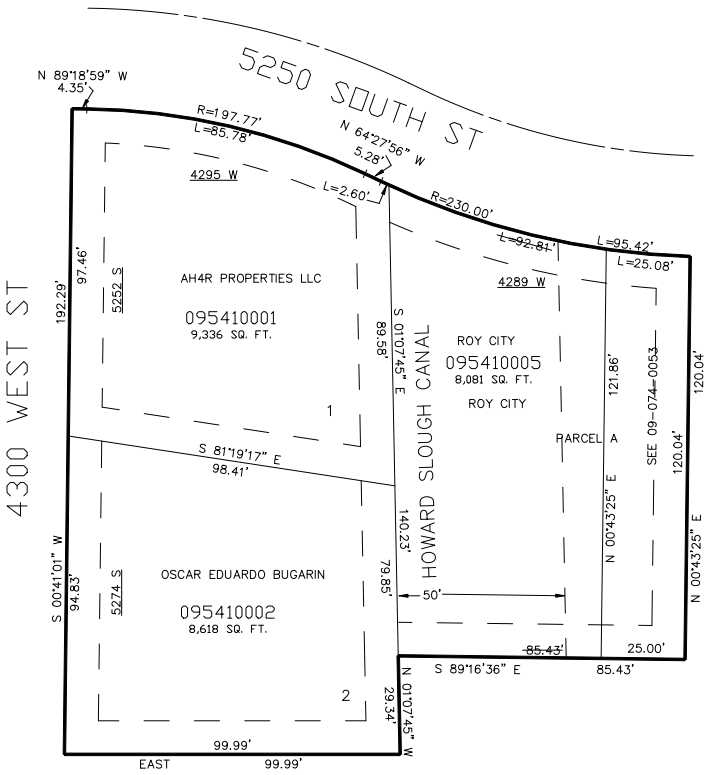 5250 SOUTH ST
N 89°18'59" W
4.35'
R=197.77'
L=85.78'
N 64°27'56" W
5.28'
L=2.60'
R=230.00'
L=92.81'
L=95.42'
L=25.08'
4295 W
4289 W
4300 WEST ST
192.29'
97.46'
5252 S
AH4R PROPERTIES LLC
095410001
9,336 SQ. FT.
1
S 81°19'17" E
98.41'
S 01°07'45" E
89.58'
HOWARD SLOUGH CANAL
ROY CITY
095410005
8,081 SQ. FT.
ROY CITY
PARCEL A
121.86'
N 00°43'25" E
SEE 09-074-0053
120.04'
120.04'
N 00°43'25" E
S 00°41'01" W
94.83'
5274 S
OSCAR EDUARDO BUGARIN
095410002
8,618 SQ. FT.
2
140.23'
79.85'
50'
85.43'
25.00'
S 89°16'36" E
85.43'
N 01°07'45" W
29.34'
99.99'
EAST
99.99'